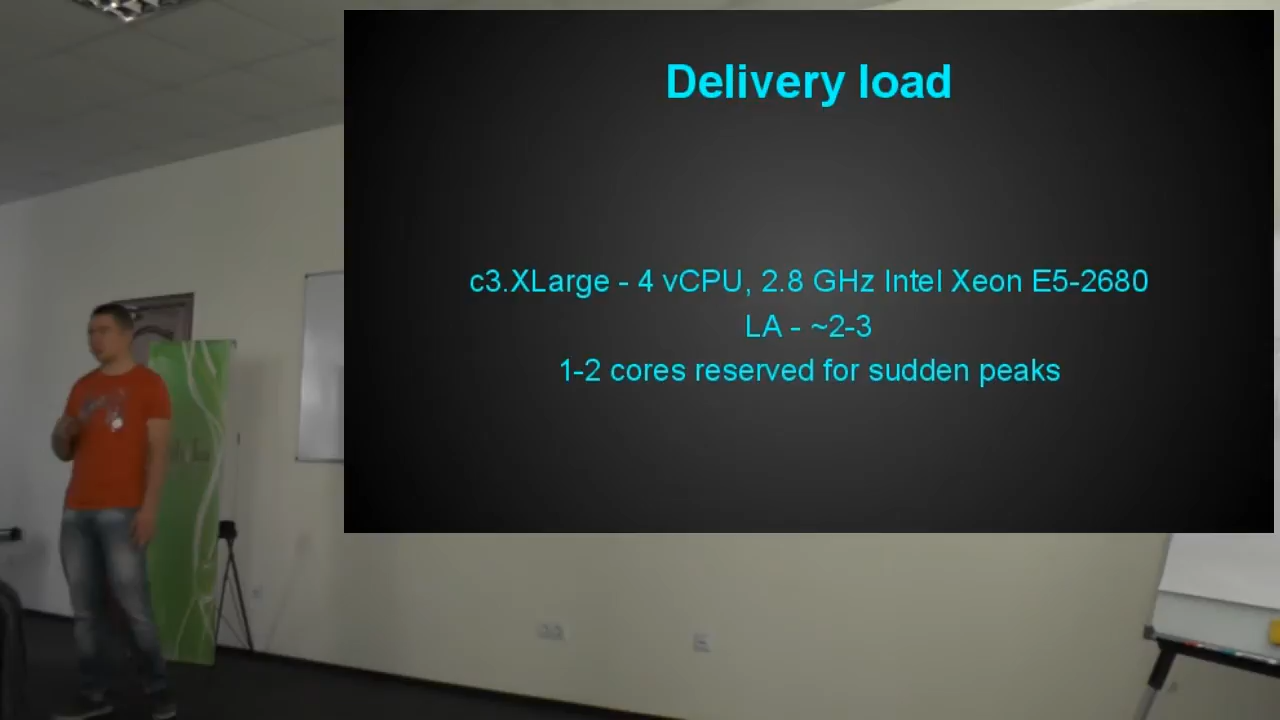 Delivery load
c3.XLarge - 4 vCPU, 2.8 GHz Intel Xeon E5-2680
LA - ~2-3
1-2 cores reserved for sudden peaks